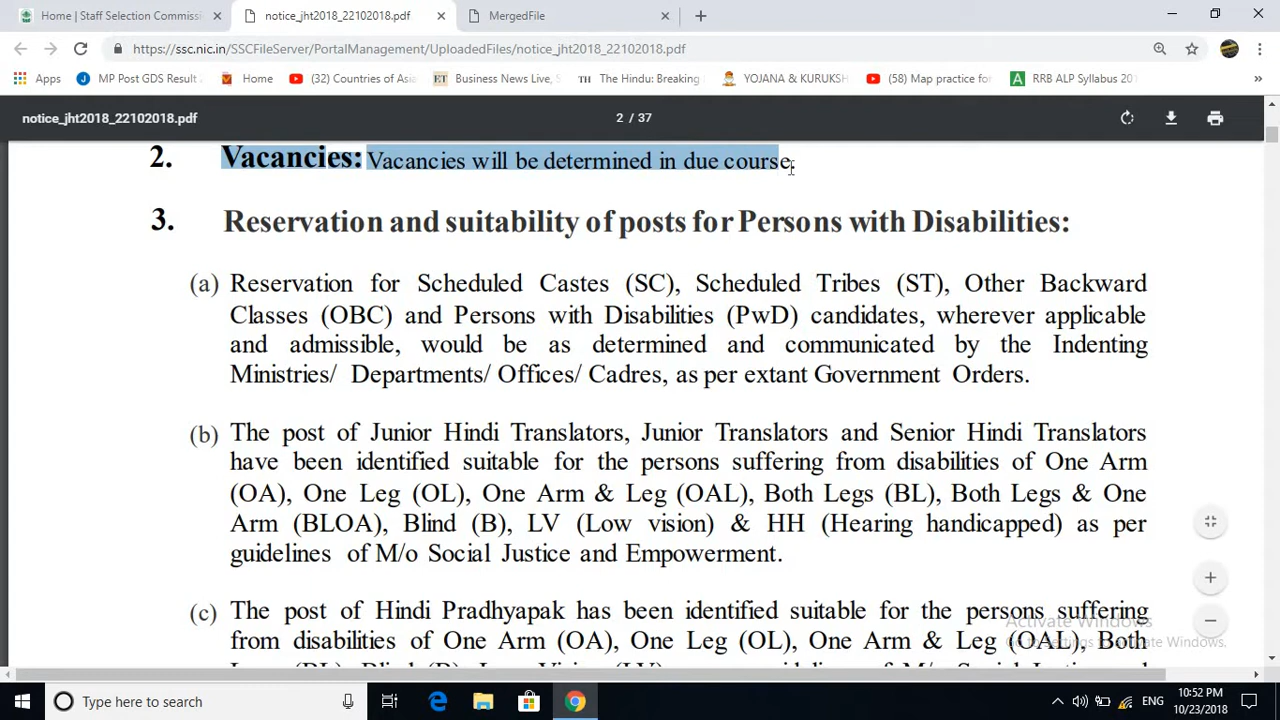 Home | Staff Selection Commissi
notice_jht2018_22102018.pdf
MergedFile
https://ssc.nic.in/SSCFileServer/PortalManagement/UploadedFiles/notice_jht2018_22102018.pdf
Apps
MP Post GDS Result
Home
(32) Countries of Asi
Business News Live, S
The Hindu: Breaking
YOJANA & KURUKSH
(58) Map practice for
RRB ALP Syllabus 201
notice_jht2018_22102018.pdf
2 / 37
2. Vacancies: Vacancies will be determined in due course.
3. Reservation and suitability of posts for Persons with Disabilities:
(a) Reservation for Scheduled Castes (SC), Scheduled Tribes (ST), Other Backward
Classes (OBC) and Persons with Disabilities (PwD) candidates, wherever applicable
and admissible, would be as determined and communicated by the Indenting
Ministries/ Departments/ Offices/ Cadres, as per extant Government Orders.
(b) The post of Junior Hindi Translators, Junior Translators and Senior Hindi Translators
have been identified suitable for the persons suffering from disabilities of One Arm
(OA), One Leg (OL), One Arm & Leg (OAL), Both Legs (BL), Both Legs & One
Arm (BLOA), Blind (B), LV (Low vision) & HH (Hearing handicapped) as per
guidelines of M/o Social Justice and Empowerment.
(c) The post of Hindi Pradhyapak has been identified suitable for the persons suffering
from disabilities of One Arm (OA), One Leg (OL), One Arm & Leg (OAL), Both
Activate Windows
Go to Settings to activate Windows.
Type here to search
ENG
10:52 PM
10/23/2018